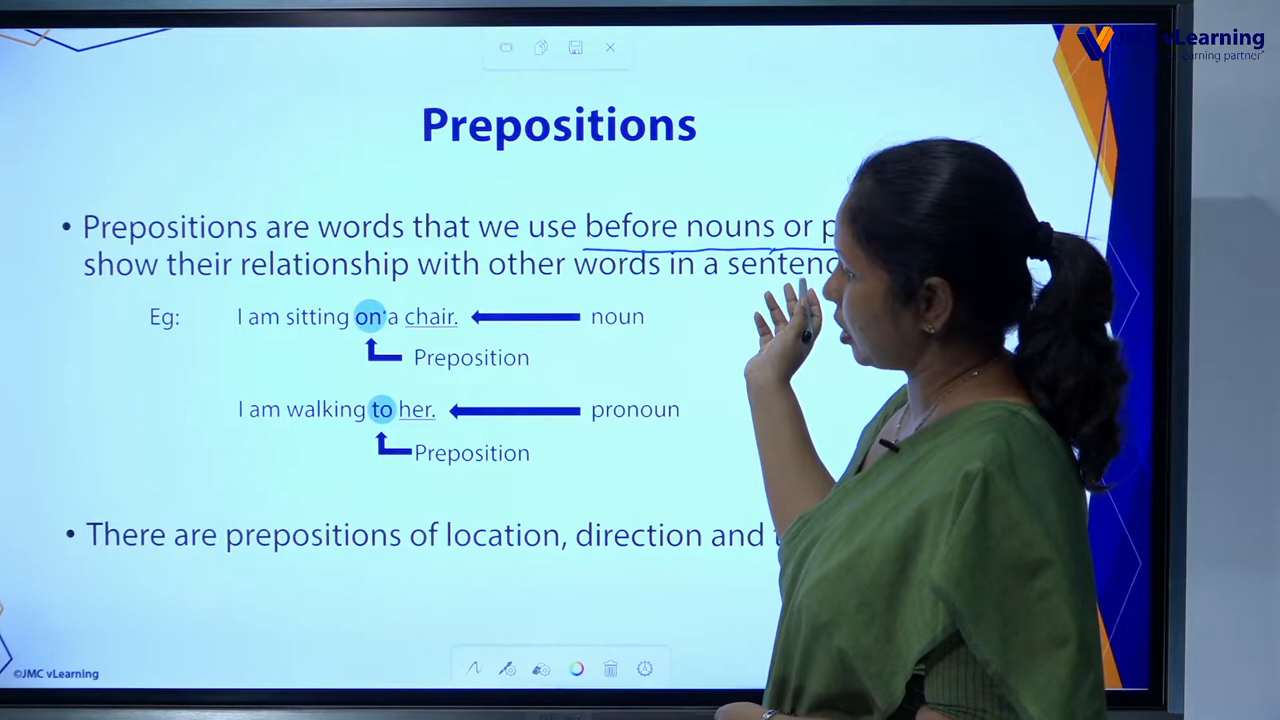 vLearning
learning partner
Prepositions
• Prepositions are words that we use before nouns or
show their relationship with other words in a
Eg: I am sitting on a chair. noun
Preposition
I am walking to her. pronoun
Preposition
• There are prepositions of location, direction and
©JMC vLearning